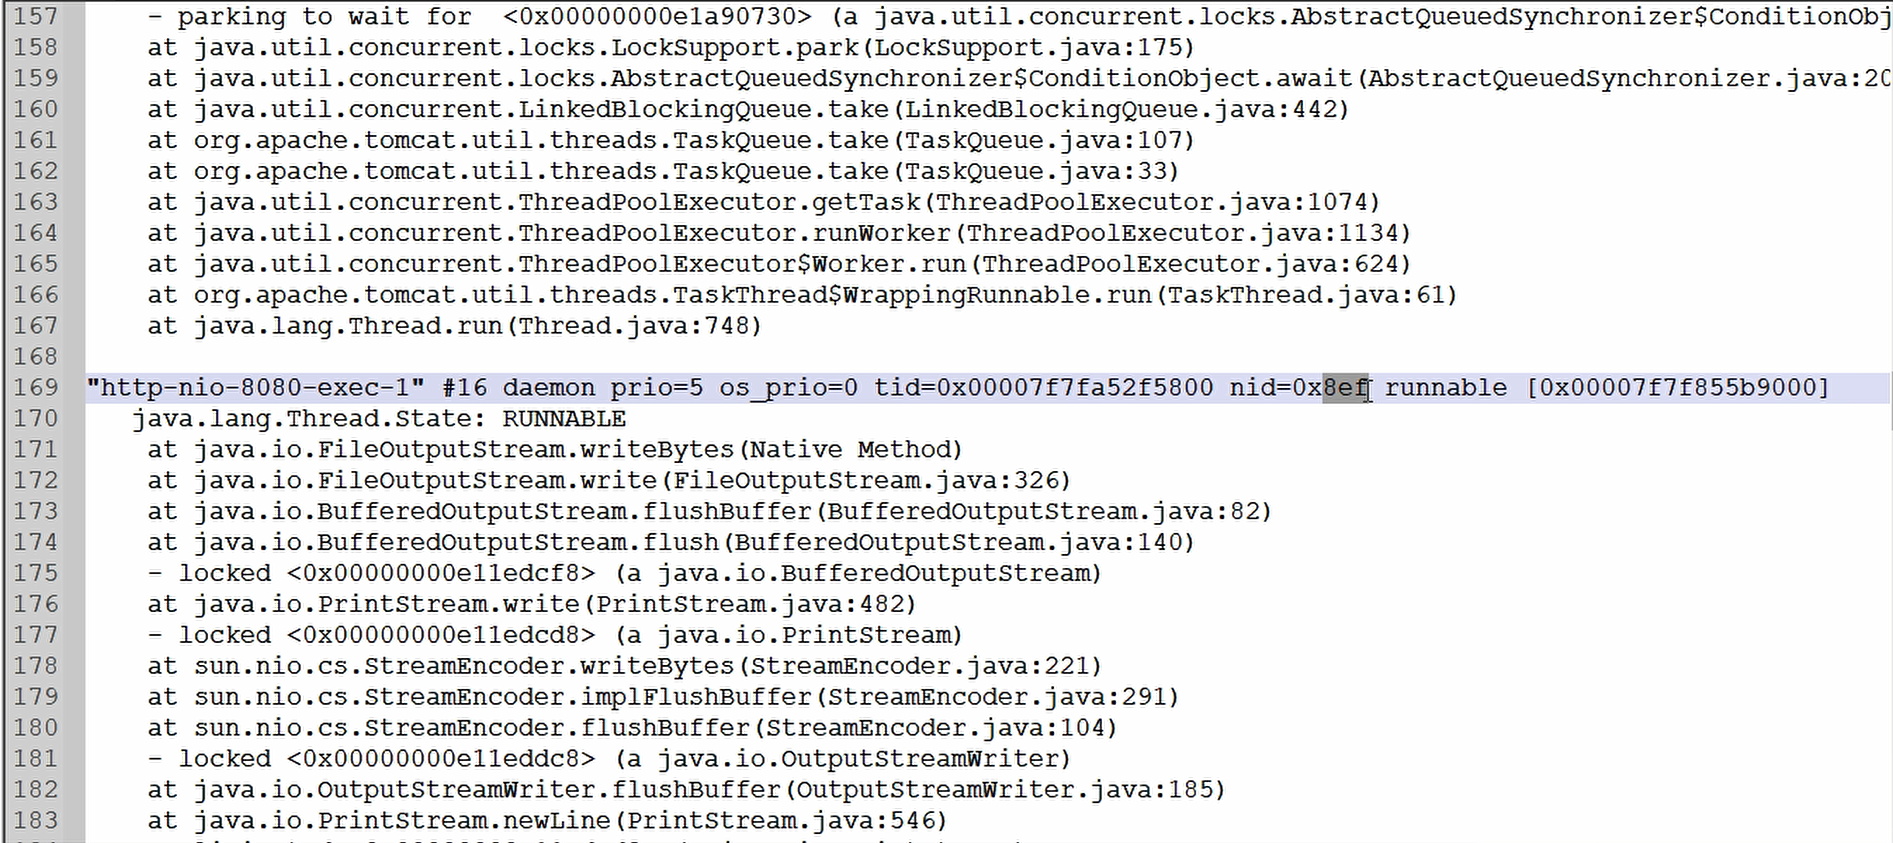 157 - parking to wait for <0x00000000e1a90730> (a java.util.concurrent.locks.AbstractQueuedSynchronizer$ConditionObj
158 at java.util.concurrent.locks.LockSupport.park(LockSupport.java:175)
159 at java.util.concurrent.locks.AbstractQueuedSynchronizer$ConditionObject.await(AbstractQueuedSynchronizer.java:20
160 at java.util.concurrent.LinkedBlockingQueue.take(LinkedBlockingQueue.java:442)
161 at org.apache.tomcat.util.threads.TaskQueue.take(TaskQueue.java:107)
162 at org.apache.tomcat.util.threads.TaskQueue.take(TaskQueue.java:33)
163 at java.util.concurrent.ThreadPoolExecutor.getTask(ThreadPoolExecutor.java:1074)
164 at java.util.concurrent.ThreadPoolExecutor.runWorker(ThreadPoolExecutor.java:1134)
165 at java.util.concurrent.ThreadPoolExecutor$Worker.run(ThreadPoolExecutor.java:624)
166 at org.apache.tomcat.util.threads.TaskThread$WrappingRunnable.run(TaskThread.java:61)
167 at java.lang.Thread.run(Thread.java:748)
168
169 "http-nio-8080-exec-1" #16 daemon prio=5 os_prio=0 tid=0x00007f7fa52f5800 nid=0x8ef runnable [0x00007f7f855b9000]
170 java.lang.Thread.State: RUNNABLE
171 at java.io.FileOutputStream.writeBytes(Native Method)
172 at java.io.FileOutputStream.write(FileOutputStream.java:326)
173 at java.io.BufferedOutputStream.flushBuffer(BufferedOutputStream.java:82)
174 at java.io.BufferedOutputStream.flush(BufferedOutputStream.java:140)
175 - locked <0x00000000e11edcf8> (a java.io.BufferedOutputStream)
176 at java.io.PrintStream.write(PrintStream.java:482)
177 - locked <0x00000000e11edcd8> (a java.io.PrintStream)
178 at sun.nio.cs.StreamEncoder.writeBytes(StreamEncoder.java:221)
179 at sun.nio.cs.StreamEncoder.implFlushBuffer(StreamEncoder.java:291)
180 at sun.nio.cs.StreamEncoder.flushBuffer(StreamEncoder.java:104)
181 - locked <0x00000000e11eddc8> (a java.io.OutputStreamWriter)
182 at java.io.OutputStreamWriter.flushBuffer(OutputStreamWriter.java:185)
183 at java.io.PrintStream.newLine(PrintStream.java:546)